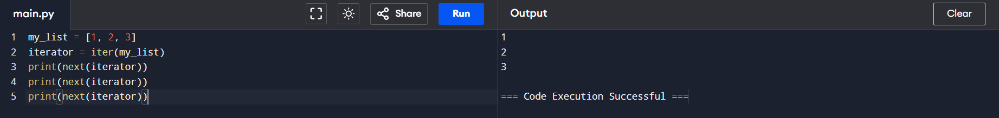 main.py
Share
Run
Output
Clear
1 my_list = [1, 2, 3]
2 iterator = iter(my_list)
3 print(next(iterator))
4 print(next(iterator))
5 print(next(iterator))
1
2
3
=== Code Execution Successful ===